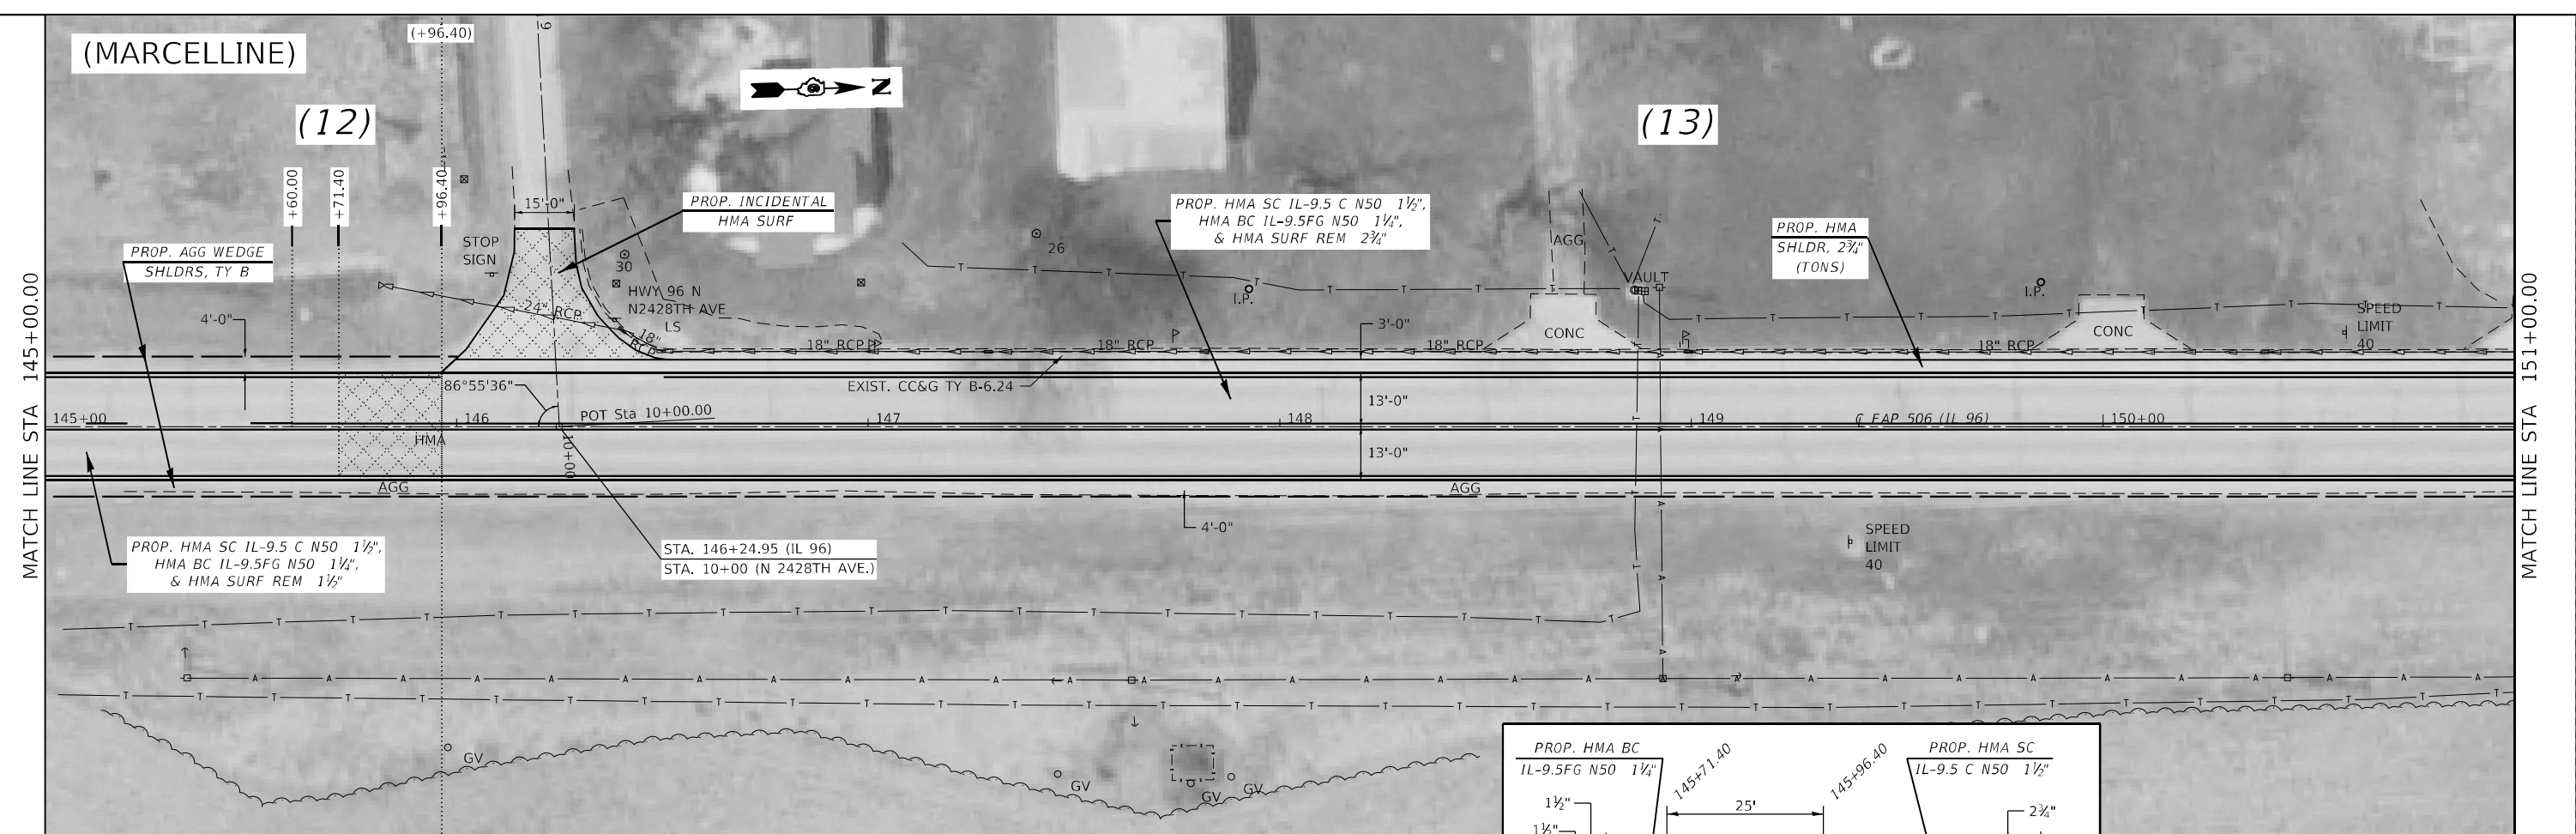 (MARCELLINE)
(+96.40)
9
N
(12)
(13)
+60.00
+71.40
+96.40
15'-0"
PROP. INCIDENTAL
HMA SURF
PROP. HMA SC IL-9.5 C N50 1½",
HMA BC IL-9.5FG N50 1¼",
& HMA SURF REM 2¾"
PROP. HMA
SHLDR, 2¾"
(TONS)
PROP. AGG WEDGE
SHLDRS, TY B
STOP
SIGN
30
26
AGG
VAULT
I.P.
I.P.
HWY 96 N
N2428TH AVE
LS
24" RCP
18"
RCP
4'-0"
3'-0"
18" RCP
18" RCP
18" RCP
18" RCP
CONC
CONC
SPEED
LIMIT
40
EXIST. CC&G TY B-6.24
86°55'36"
POT Sta 10+00.00
10+00
145+00
146
147
148
149
150+00
℄ FAP 506 (IL 96)
13'-0"
13'-0"
HMA
AGG
AGG
4'-0"
MATCH LINE STA 145+00.00
MATCH LINE STA 151+00.00
PROP. HMA SC IL-9.5 C N50 1½",
HMA BC IL-9.5FG N50 1¼",
& HMA SURF REM 1½"
STA. 146+24.95 (IL 96)
STA. 10+00 (N 2428TH AVE.)
SPEED
LIMIT
40
T T T T T T T T T T T T T T T T T T T T T
A A A A A A A A A A A A A A A A A A A A A A A A A A A A A A
T T T T T T T T T T T T T T T T T T T T T T T T T T T T T T T T
GV
GV
GV
GV
PROP. HMA BC
IL-9.5FG N50 1¼"
145+71.40
145+96.40
PROP. HMA SC
IL-9.5 C N50 1½"
1½"
25'
2¾"
1½"